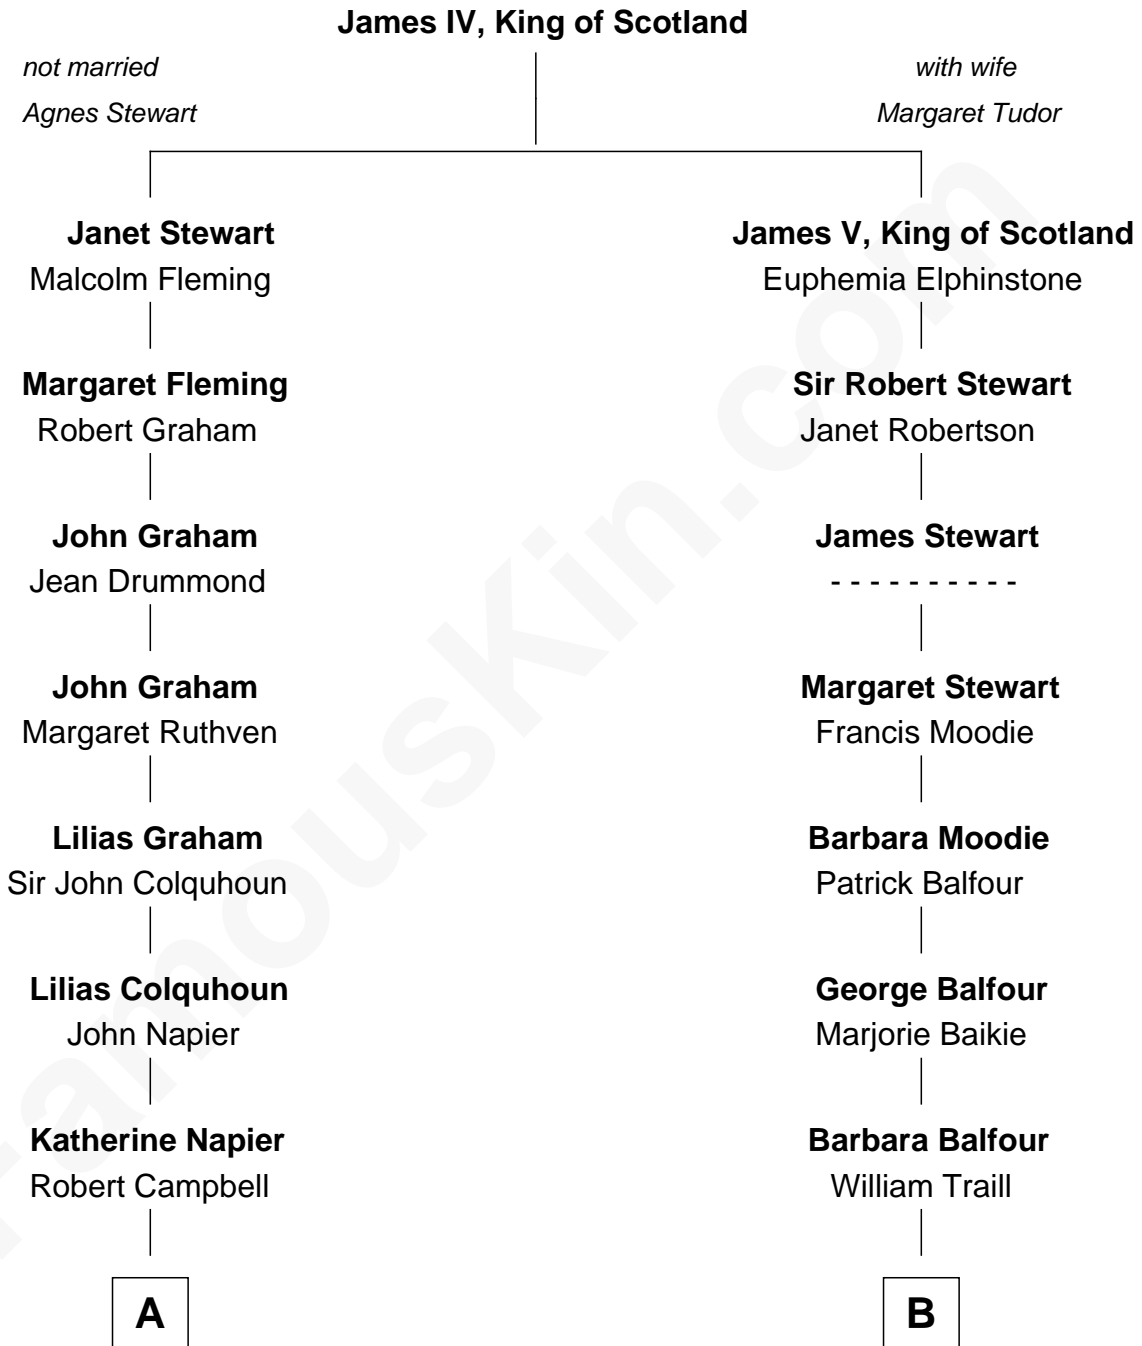 James IV, King of Scotland
not married
with wife
Agnes Stewart
Margaret Tudor
Janet Stewart
James V, King of Scotland
Malcolm Fleming
Euphemia Elphinstone
Margaret Fleming
Sir Robert Stewart
Robert Graham
Janet Robertson
John Graham
James Stewart
Jean Drummond
- - - - - - - - - -
John Graham
Margaret Stewart
Margaret Ruthven
Francis Moodie
Lilias Graham
Barbara Moodie
Sir John Colquhoun
Patrick Balfour
Lilias Colquhoun
George Balfour
John Napier
Marjorie Baikie
Katherine Napier
Barbara Balfour
Robert Campbell
William Traill
A
B
FamousKin.com